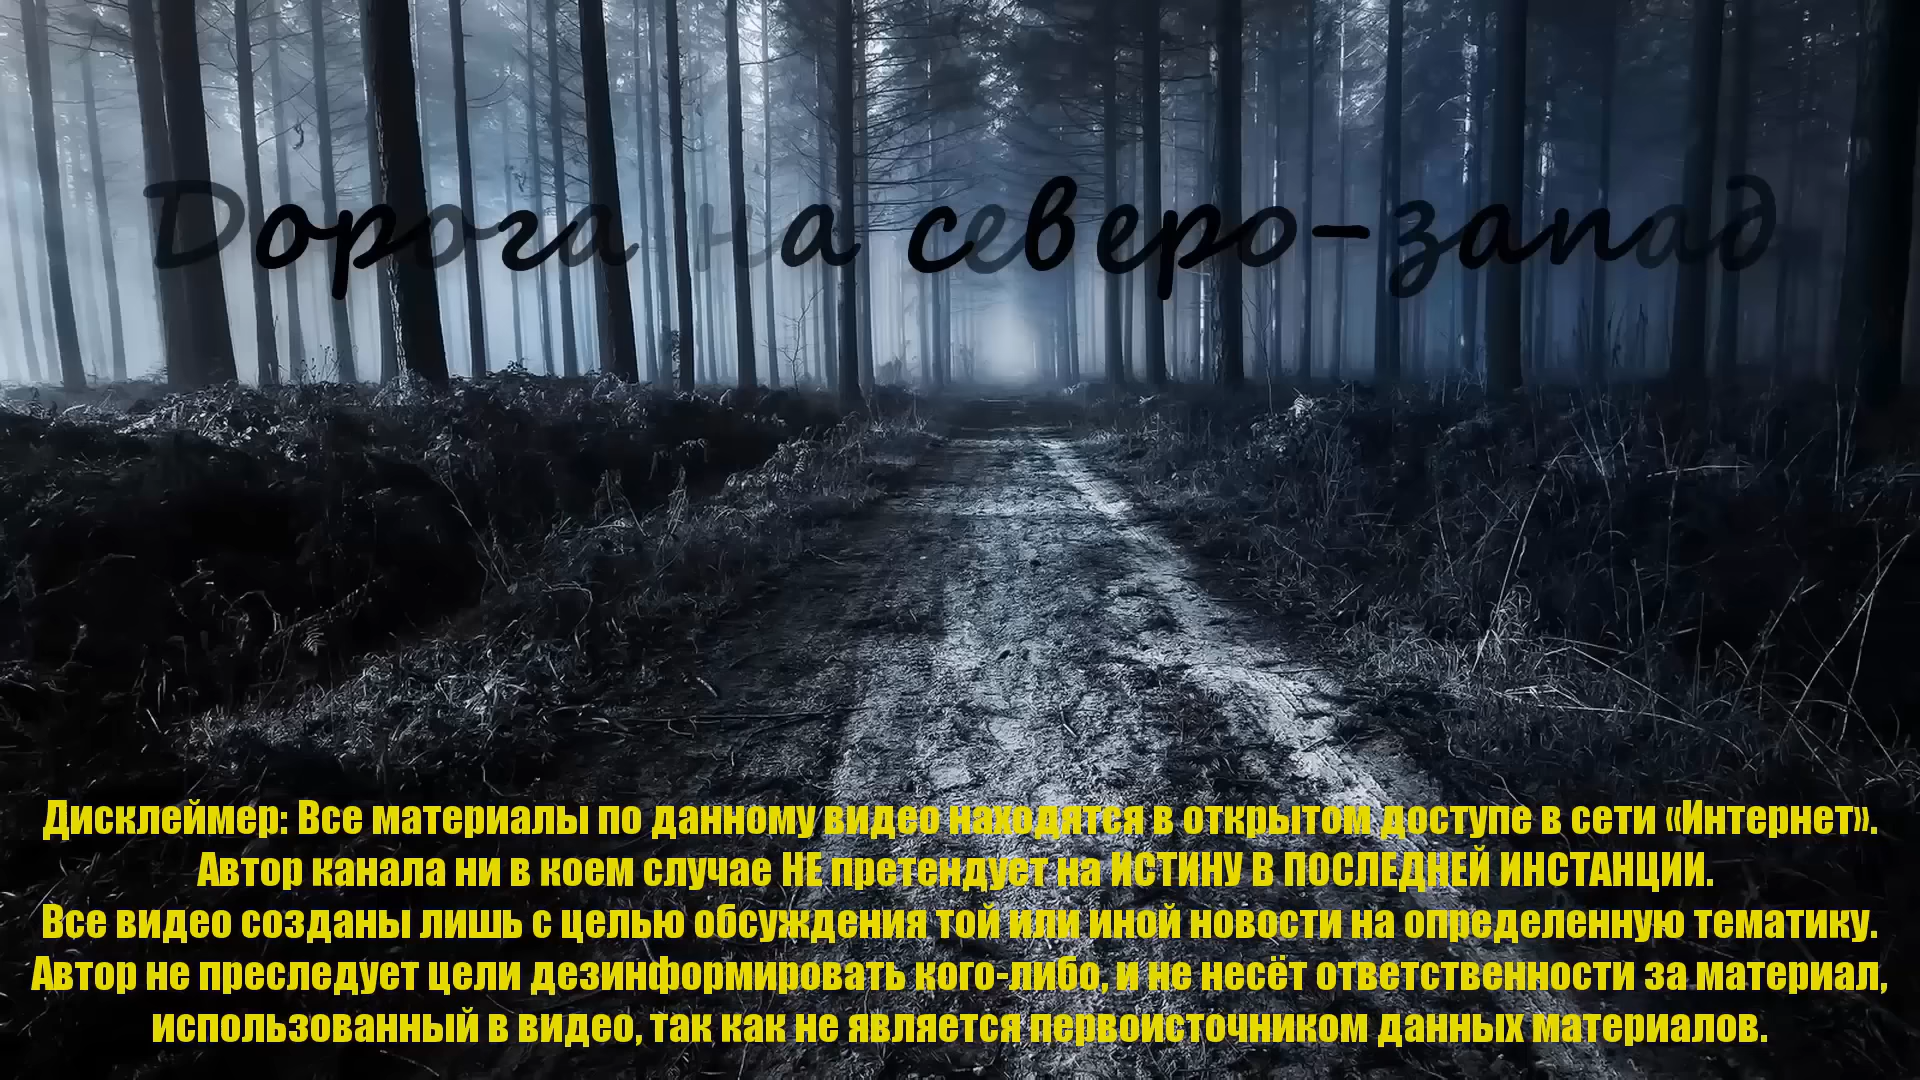 Дорога на северо-запад
Дисклеймер: Все материалы по данному видео находятся в открытом доступе в сети «Интернет».
Автор канала ни в коем случае НЕ претендует на ИСТИНУ В ПОСЛЕДНЕЙ ИНСТАНЦИИ.
Все видео созданы лишь с целью обсуждения той или иной новости на определенную тематику.
Автор не преследует цели дезинформировать кого-либо, и не несёт ответственности за материал,
использованный в видео, так как не является первоисточником данных материалов.